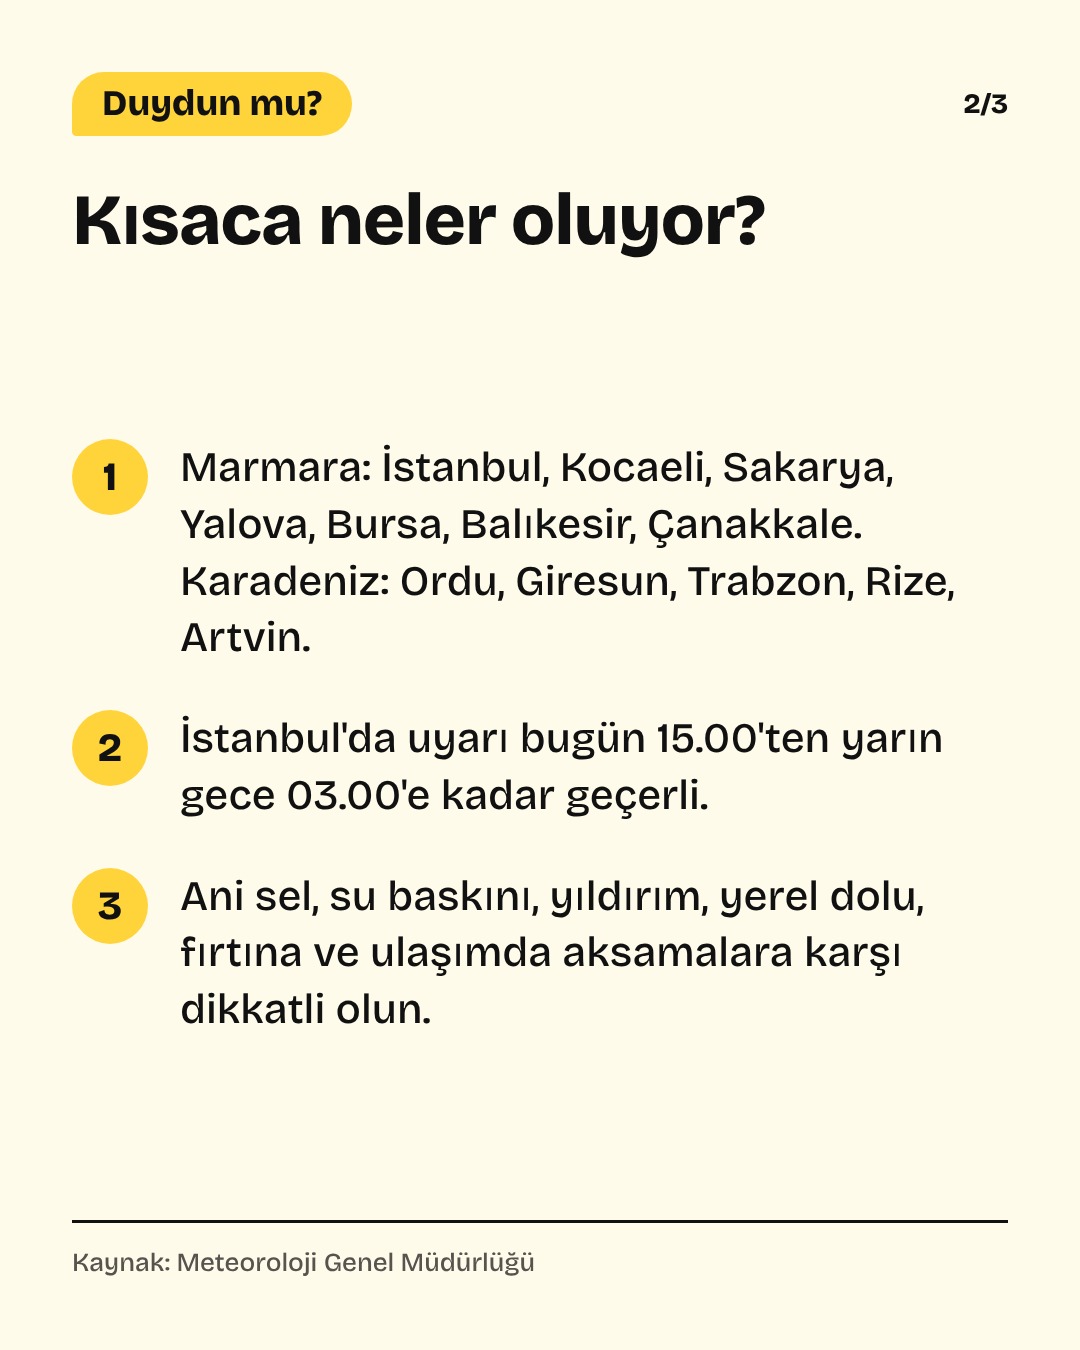 Duydun mu?
2/3
Kısaca neler oluyor?
1
Marmara: İstanbul, Kocaeli, Sakarya,
Yalova, Bursa, Balıkesir, Çanakkale.
Karadeniz: Ordu, Giresun, Trabzon, Rize,
Artvin.
2
İstanbul'da uyarı bugün 15.00'ten yarın
gece 03.00'e kadar geçerli.
3
Ani sel, su baskını, yıldırım, yerel dolu,
fırtına ve ulaşımda aksamalara karşı
dikkatli olun.
Kaynak: Meteoroloji Genel Müdürlüğü